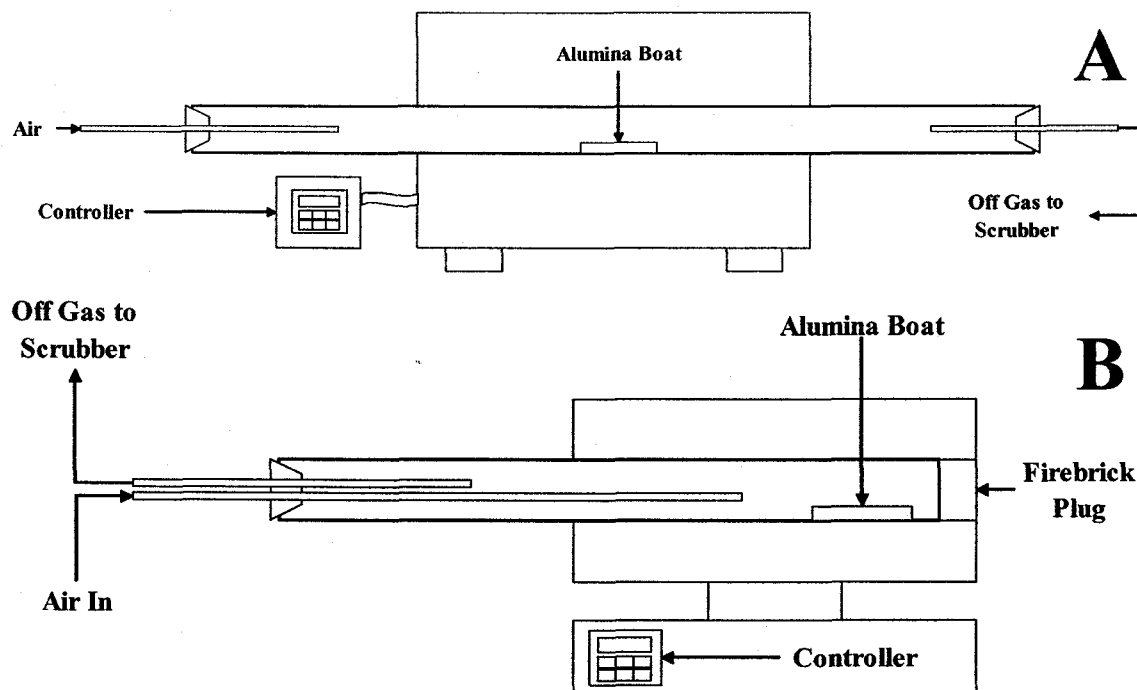 A
Alumina Boat
Air
Controller
Off Gas to
Scrubber
Off Gas to
Scrubber
Alumina Boat
B
Firebrick
Plug
Air In
Controller